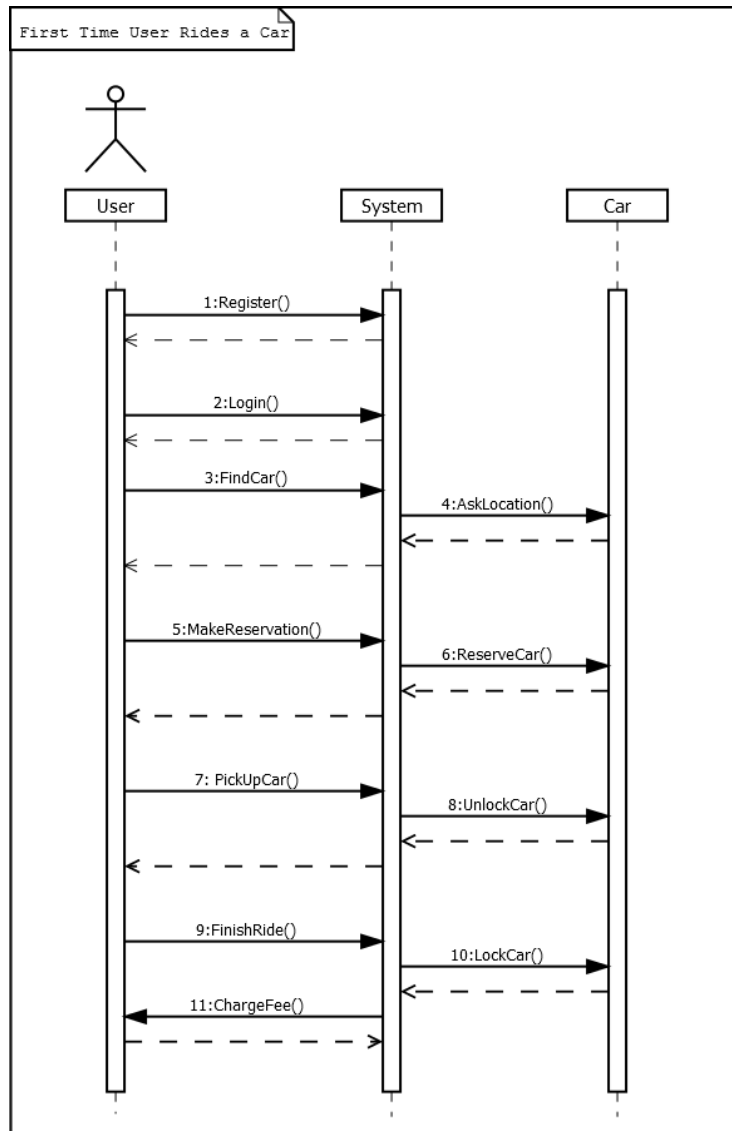 First Time User Rides a Car
User
System
Car
1:Register()
2:Login()
3:FindCar()
4:AskLocation()
5:MakeReservation()
6:ReserveCar()
7: PickUpCar()
8:UnlockCar()
9:FinishRide()
10:LockCar()
11:ChargeFee()